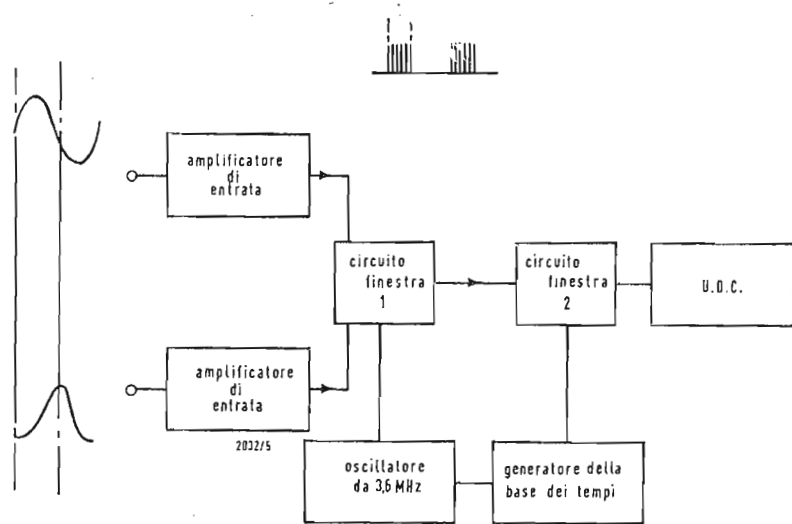 amplificatore
di
entrata
circuito
finestra
1
circuito
finestra
2
U.D.C.
amplificatore
di
entrata
2032/5
oscillatore
da 3,6 MHz
generatore della
base dei tempi